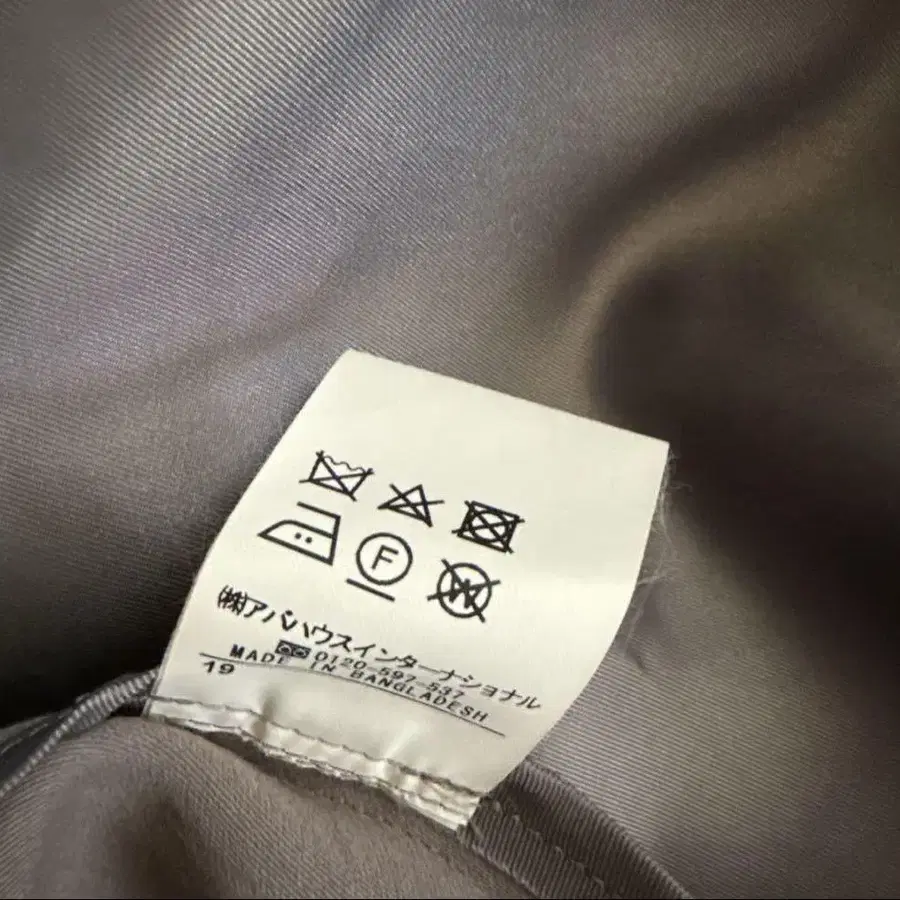 F W
(株)アバハウスインターナショナル
0120-597-537
MADE IN BANGLADESH
19